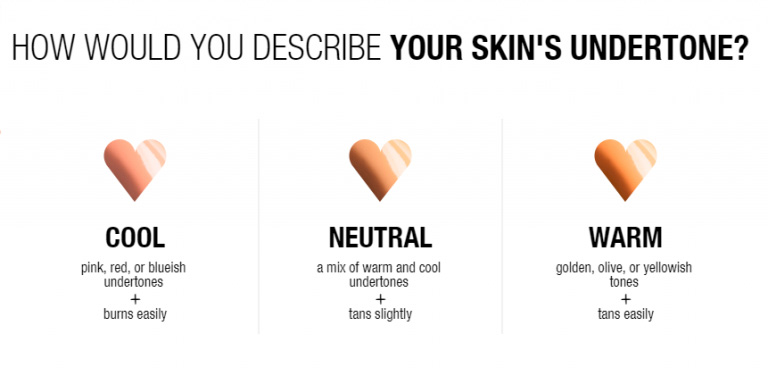 HOW WOULD YOU DESCRIBE YOUR SKIN'S UNDERTONE?
COOL
pink, red, or blueish
undertones
+
burns easily
NEUTRAL
a mix of warm and cool
undertones
+
tans slightly
WARM
golden, olive, or yellowish
tones
+
tans easily